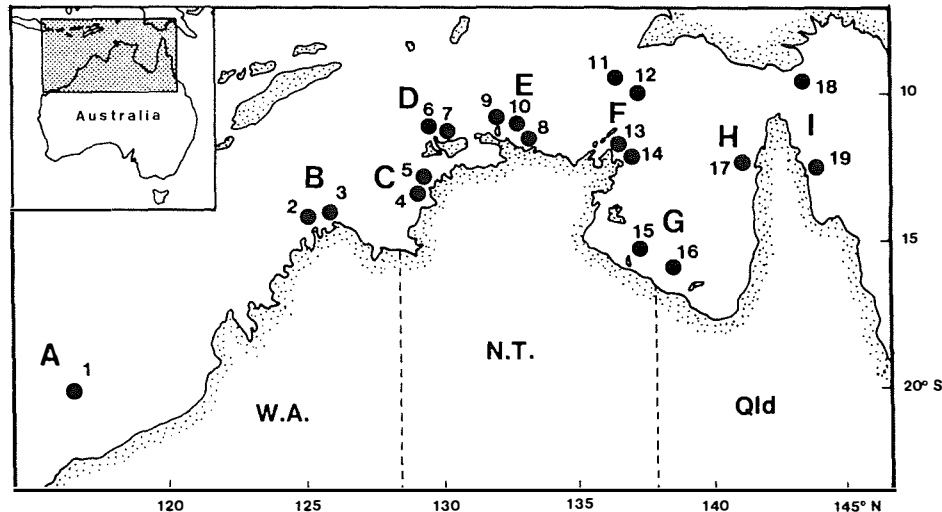 Australia
11 12 18
10
9 10 E
D 6 7 8
F 13 14
H I
17 19
B C 5
2 3 4
15 G 16
15
A 1
N.T.
20° S
W.A. Qld
120 125 130 135 140 145° N